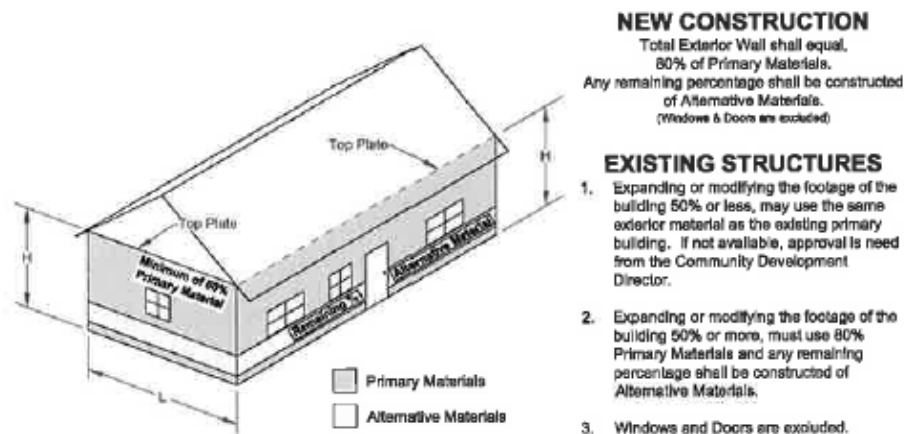 NEW CONSTRUCTION
Total Exterior Wall shall equal,
80% of Primary Materials.
Any remaining percentage shall be constructed
of Alternative Materials.
(Windows & Doors are excluded)
EXISTING STRUCTURES
1. Expanding or modifying the footage of the
building 50% or less, may use the same
exterior material as the existing primary
building. If not available, approval is need
from the Community Development
Director.
2. Expanding or modifying the footage of the
building 50% or more, must use 80%
Primary Materials and any remaining
percentage shall be constructed of
Alternative Materials.
3. Windows and Doors are excluded.
Top Plate
H
Top Plate
H
Minimum of
Primary Material
Remaining %
Alternative Material
L
Primary Materials
Alternative Materials